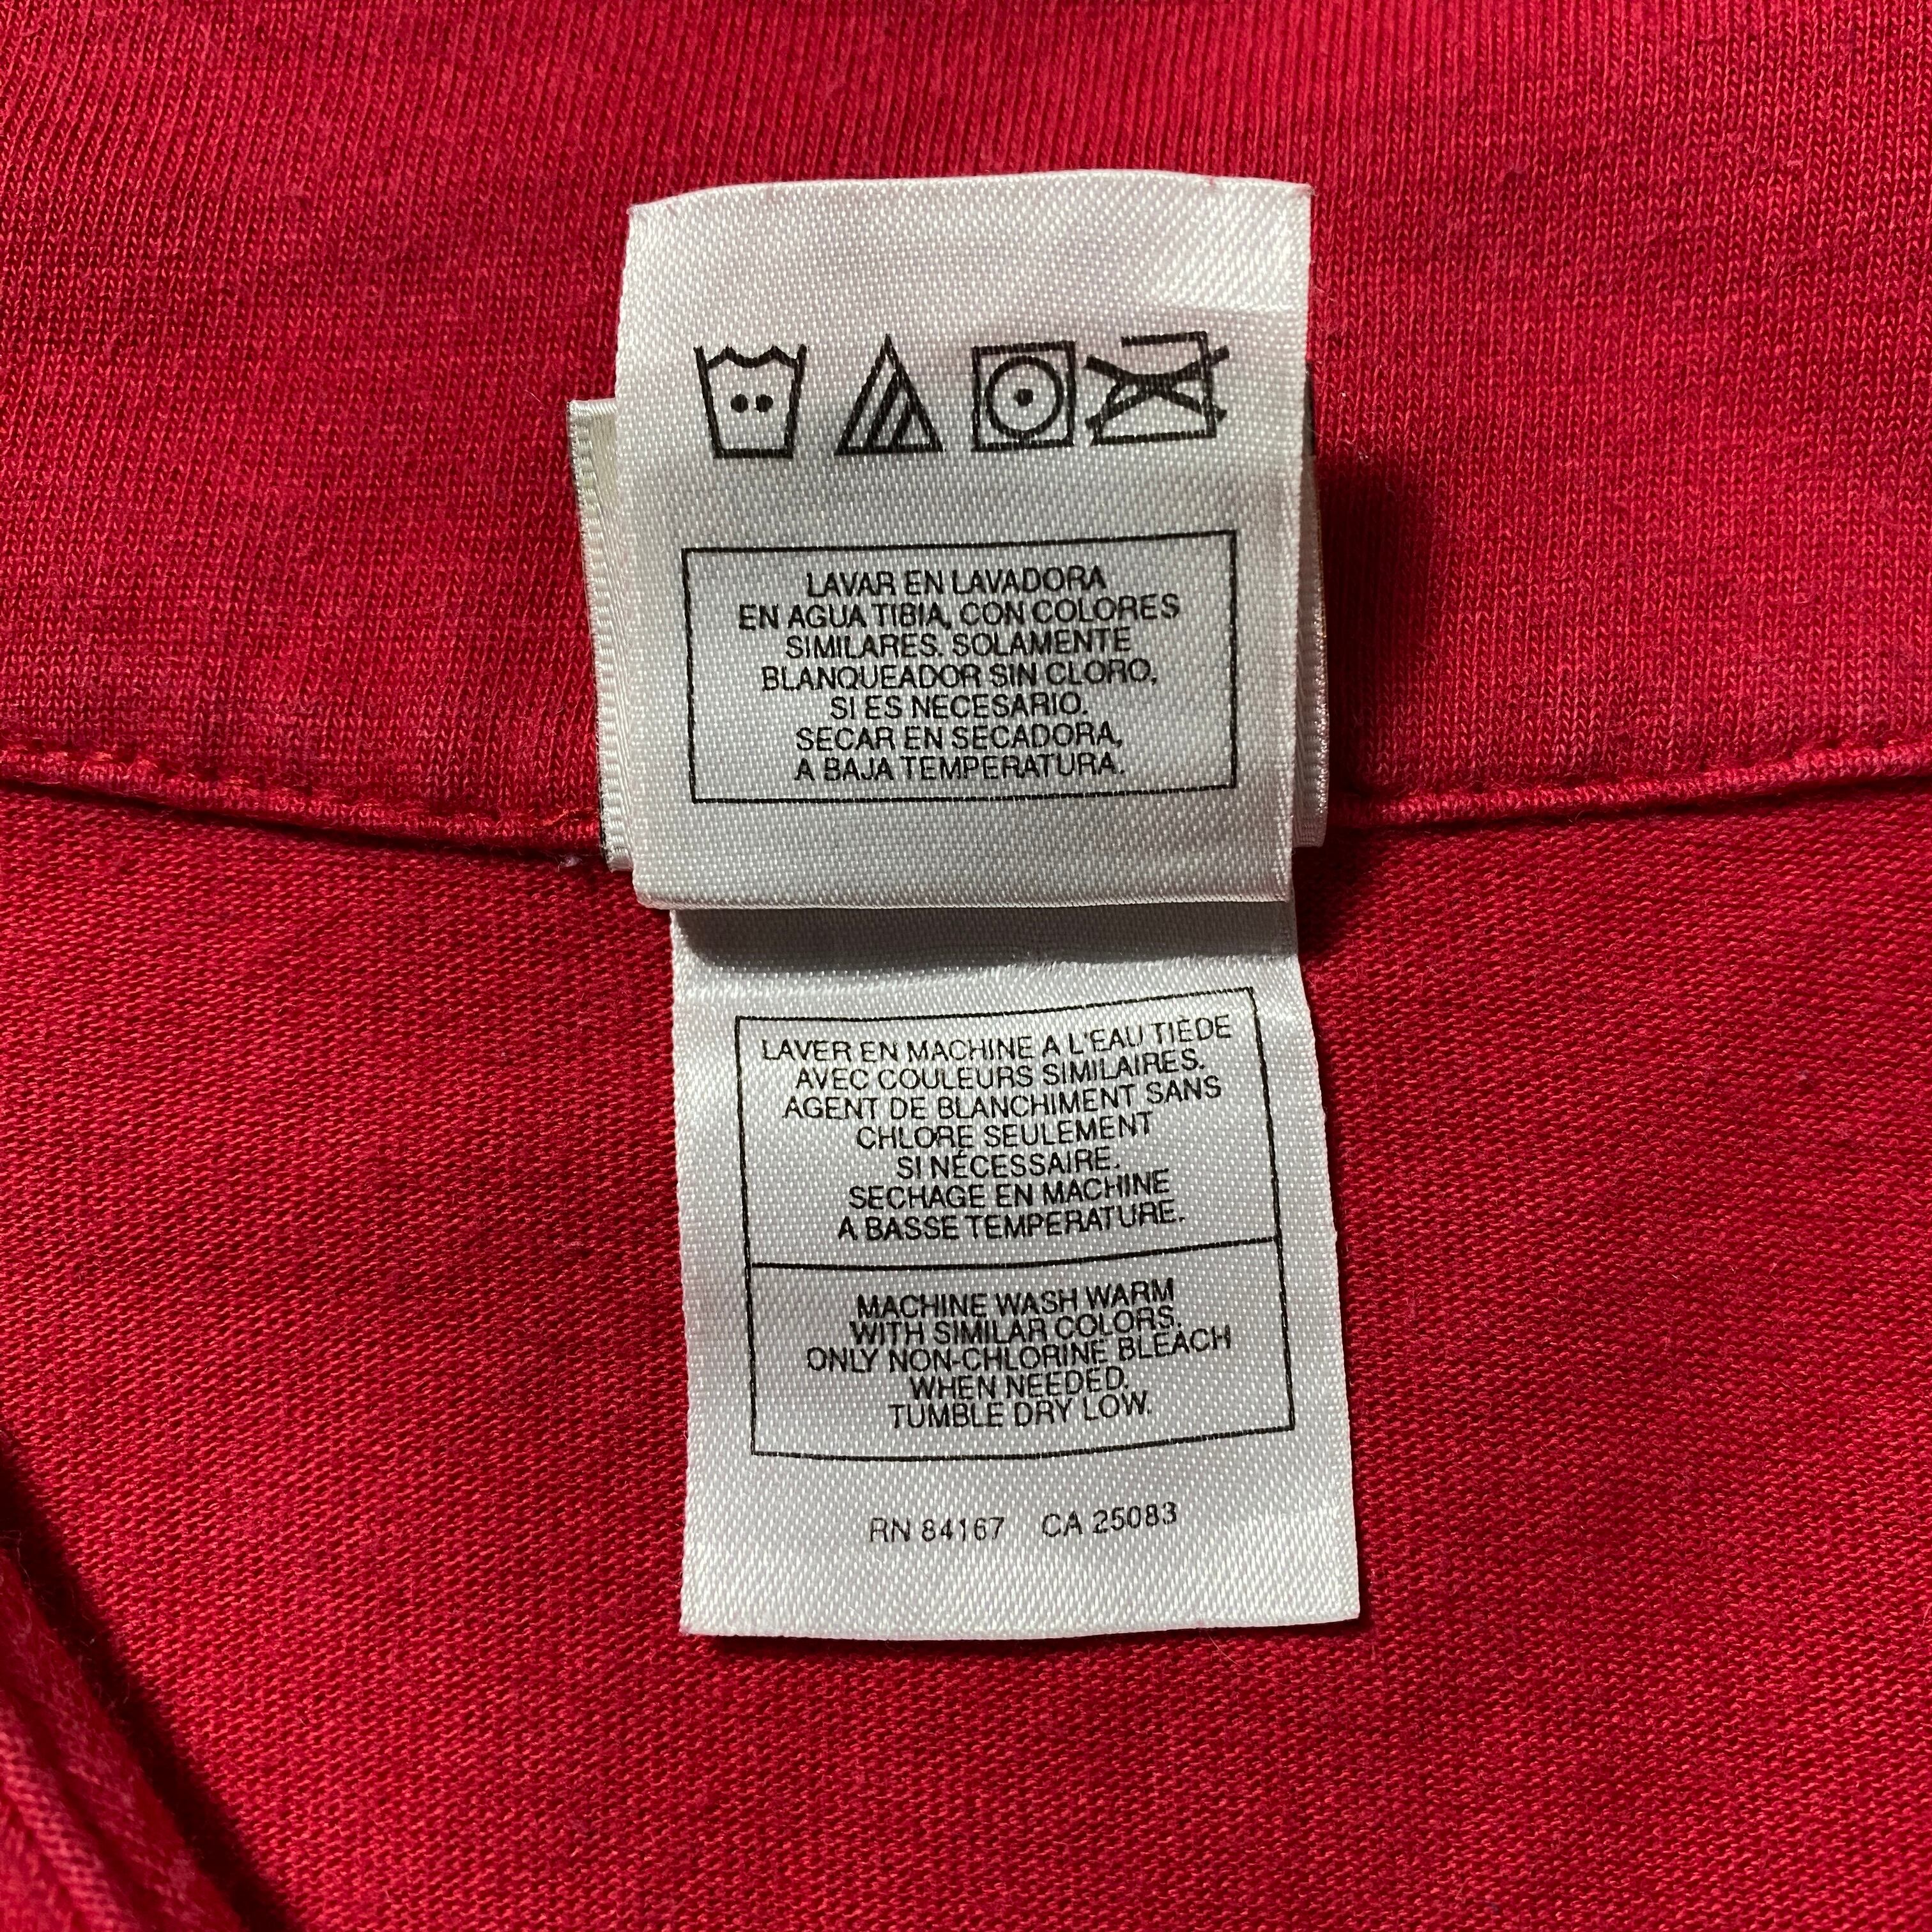 LAVAR EN LAVADORA
EN AGUA TIBIA, CON COLORES
SIMILARES. SOLAMENTE
BLANQUEADOR SIN CLORO,
SI ES NECESARIO.
SECAR EN SECADORA,
A BAJA TEMPERATURA.
LAVER EN MACHINE A L'EAU TIÈDE
AVEC COULEURS SIMILAIRES.
AGENT DE BLANCHIMENT SANS
CHLORE SEULEMENT
SI NÉCESSAIRE.
SECHAGE EN MACHINE
A BASSE TEMPERATURE.
MACHINE WASH WARM
WITH SIMILAR COLORS.
ONLY NON-CHLORINE BLEACH
WHEN NEEDED.
TUMBLE DRY LOW.
RN 84167 CA 25083